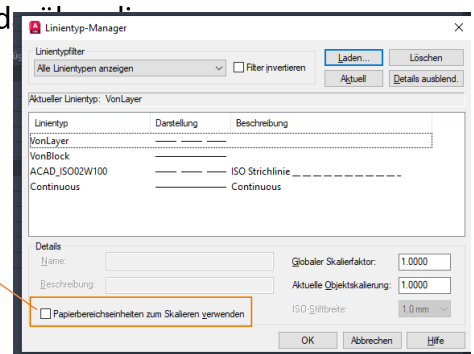 Linientyp-Manager
Linientypfilter
Alle Linientypen anzeigen
Filter invertieren
Laden...
Löschen
Aktuell
Details ausblend.
Aktueller Linientyp: VonLayer
Linientyp Darstellung Beschreibung
VonLayer
VonBlock
ACAD_ISO02W100 ISO Strichlinie _ _ _ _ _ _ _ _ _ _ _ _ _
Continuous Continuous
Details
Name:
Globaler Skalierfaktor: 1.0000
Beschreibung:
Aktuelle Objektskalierung: 1.0000
Papierbereichseinheiten zum Skalieren verwenden
ISO-Stiftbreite: 1.0 mm
OK Abbrechen Hilfe